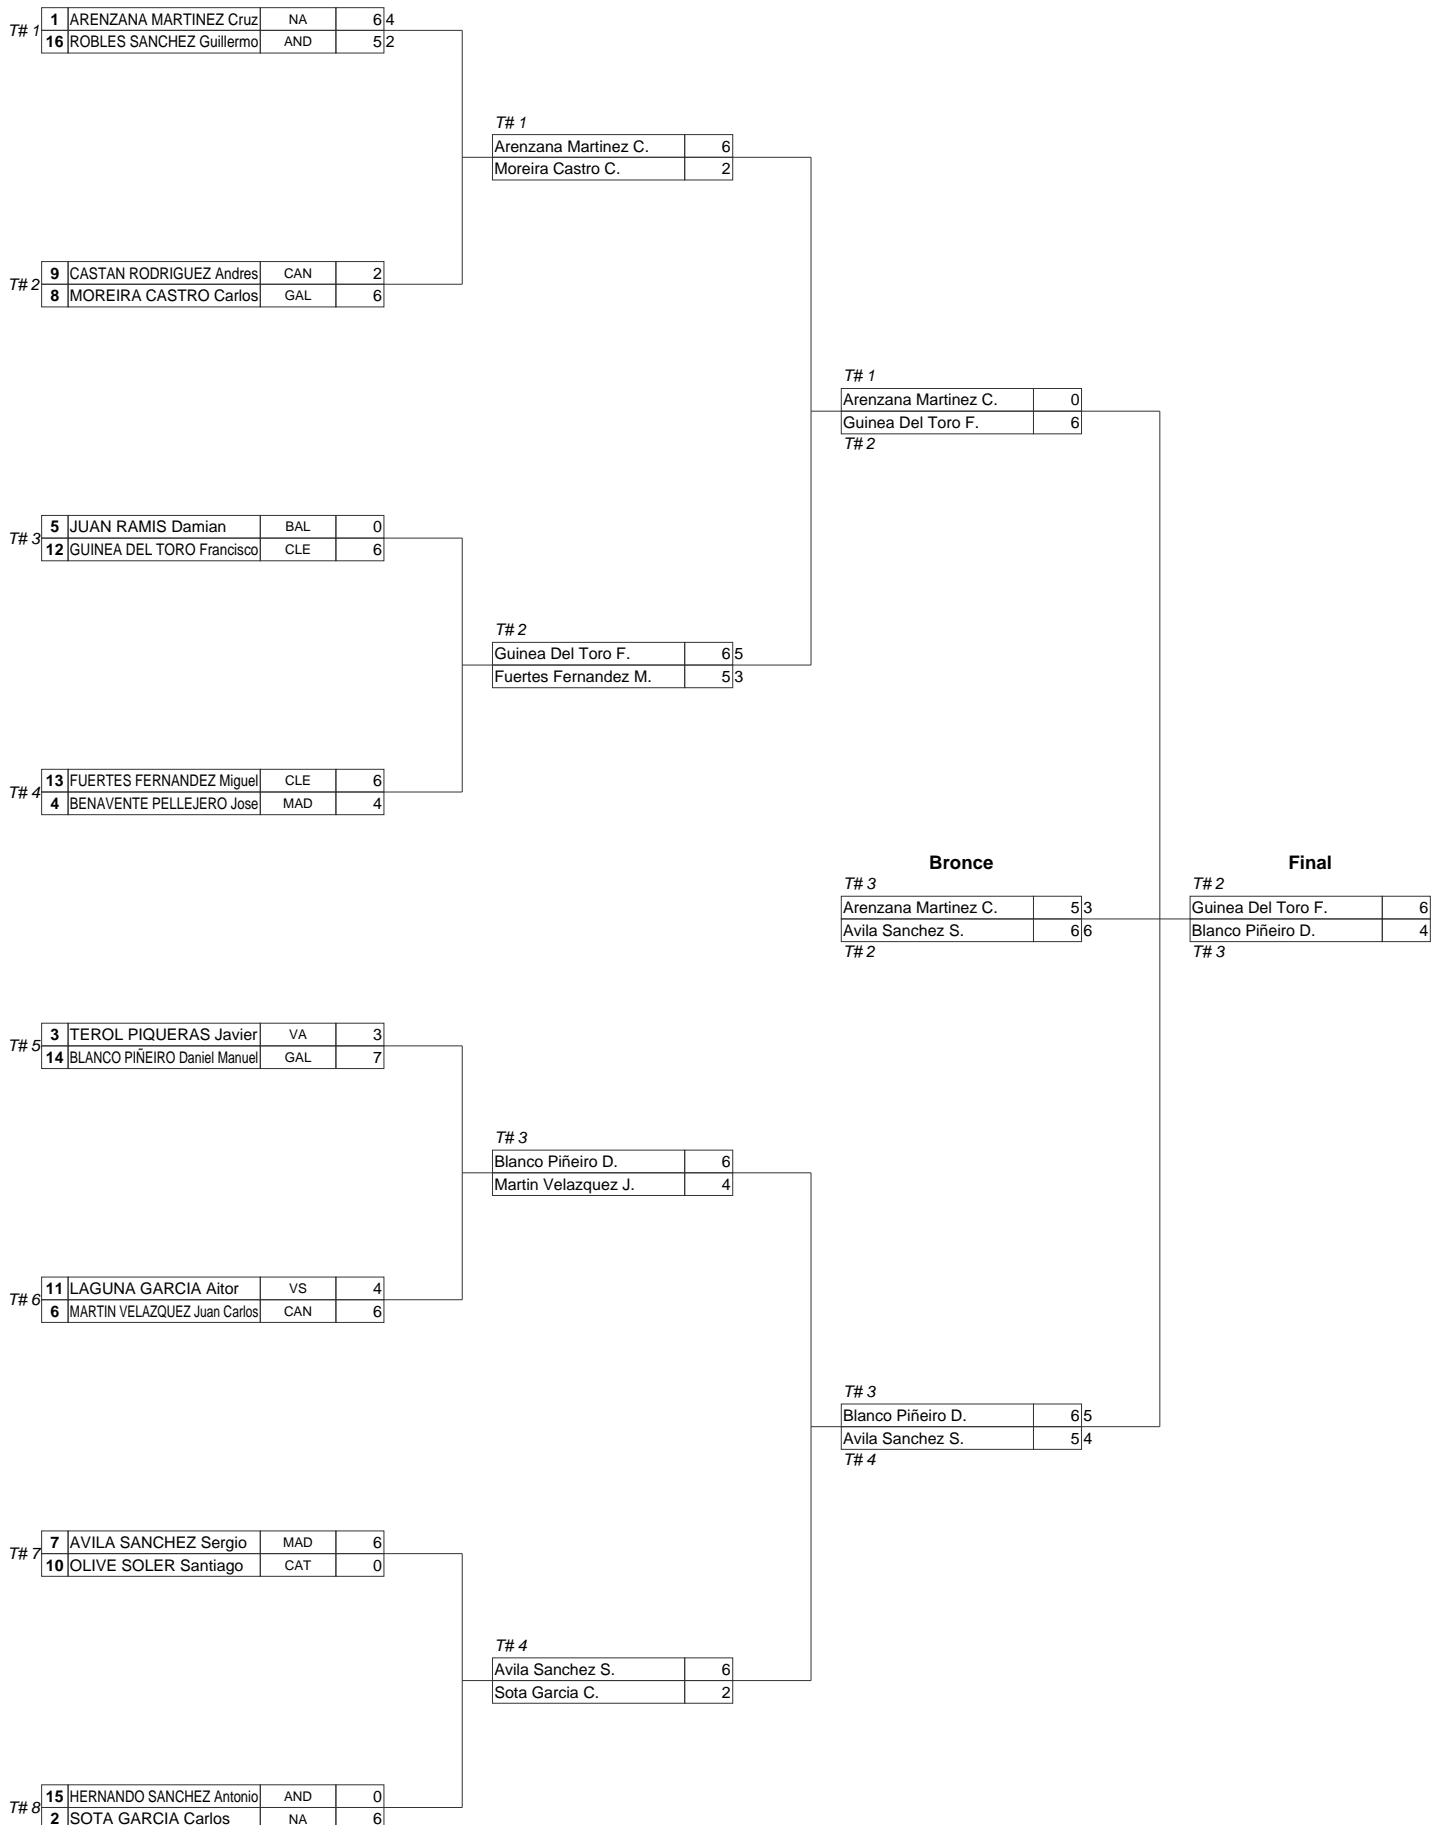 T# 1
1 ARENZANA MARTINEZ Cruz NA 6 4
16 ROBLES SANCHEZ Guillermo AND 5 2
T# 1
Arenzana Martinez C. 6
Moreira Castro C. 2
T# 2
9 CASTAN RODRIGUEZ Andres CAN 2
8 MOREIRA CASTRO Carlos GAL 6
T# 1
Arenzana Martinez C. 0
Guinea Del Toro F. 6
T# 2
T# 3
5 JUAN RAMIS Damian BAL 0
12 GUINEA DEL TORO Francisco CLE 6
T# 2
Guinea Del Toro F. 6 5
Fuertes Fernandez M. 5 3
T# 4
13 FUERTES FERNANDEZ Miguel CLE 6
4 BENAVENTE PELLEJERO Jose MAD 4
Bronce
T# 3
Arenzana Martinez C. 5 3
Avila Sanchez S. 6 6
T# 2
Final
T# 2
Guinea Del Toro F. 6
Blanco Piñeiro D. 4
T# 3
T# 5
3 TEROL PIQUERAS Javier VA 3
14 BLANCO PIÑEIRO Daniel Manuel GAL 7
T# 3
Blanco Piñeiro D. 6
Martin Velazquez J. 4
T# 6
11 LAGUNA GARCIA Aitor VS 4
6 MARTIN VELAZQUEZ Juan Carlos CAN 6
T# 3
Blanco Piñeiro D. 6 5
Avila Sanchez S. 5 4
T# 4
T# 7
7 AVILA SANCHEZ Sergio MAD 6
10 OLIVE SOLER Santiago CAT 0
T# 4
Avila Sanchez S. 6
Sota Garcia C. 2
T# 8
15 HERNANDO SANCHEZ Antonio AND 0
2 SOTA GARCIA Carlos NA 6